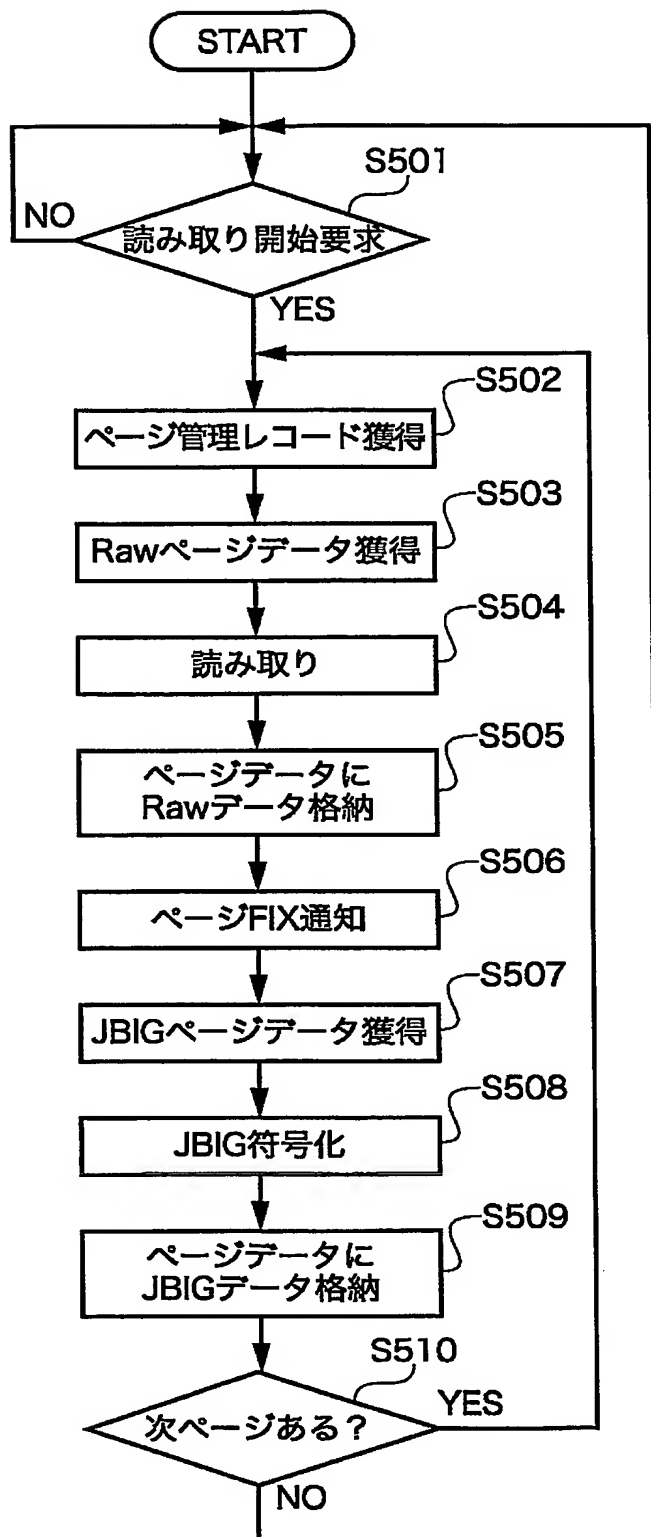 START
S501
NO
読み取り開始要求
YES
S502
ページ管理レコード獲得
S503
Rawページデータ獲得
S504
読み取り
S505
ページデータに
Rawデータ格納
S506
ページFIX通知
S507
JBIGページデータ獲得
S508
JBIG符号化
S509
ページデータに
JBIGデータ格納
S510
次ページある？
YES
NO